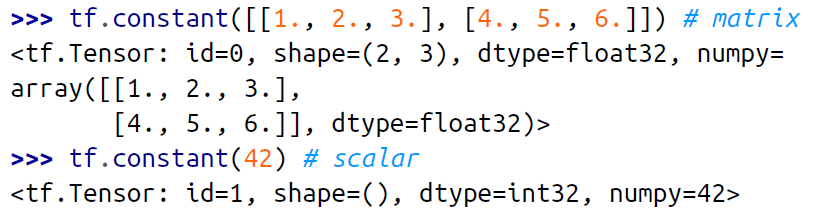 >>> tf.constant([[1., 2., 3.], [4., 5., 6.]]) # matrix
<tf.Tensor: id=0, shape=(2, 3), dtype=float32, numpy=
array([[1., 2., 3.],
       [4., 5., 6.]], dtype=float32)>
>>> tf.constant(42) # scalar
<tf.Tensor: id=1, shape=(), dtype=int32, numpy=42>